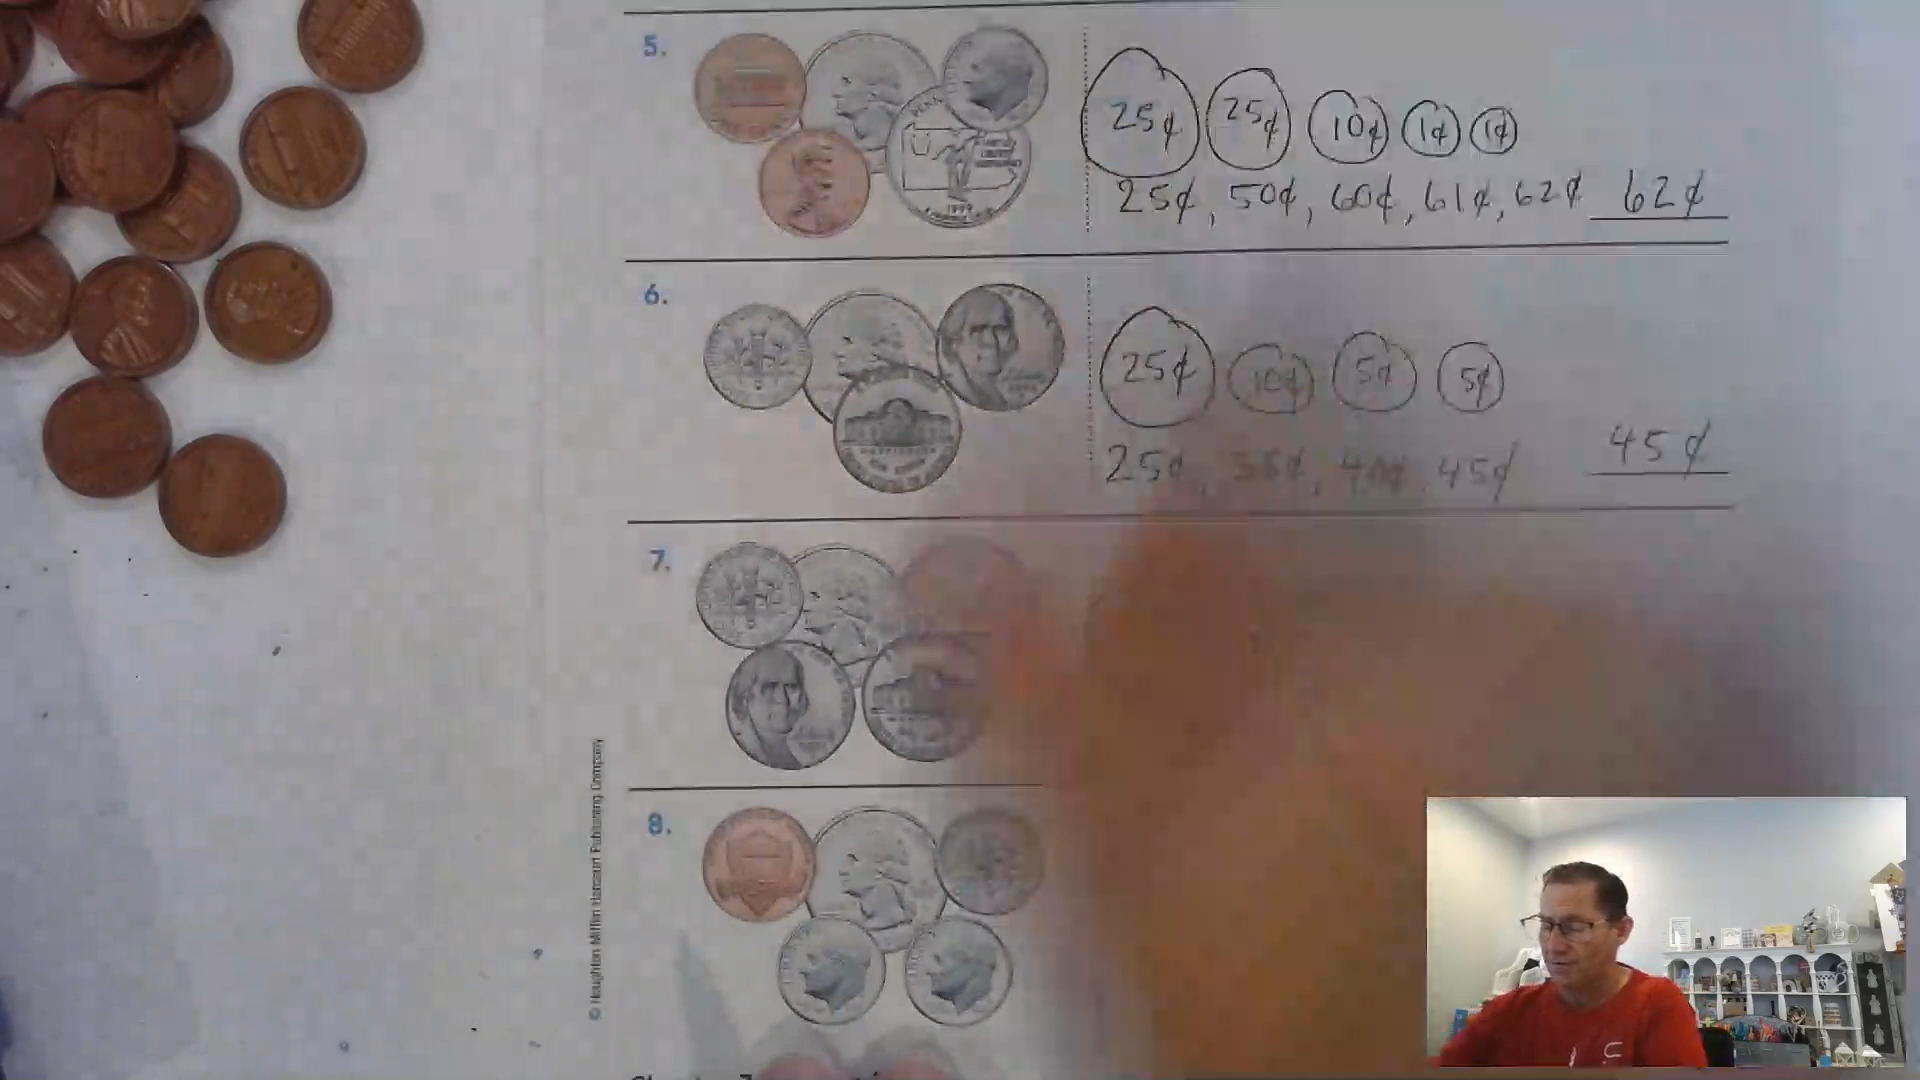 5.
25¢ 25¢ 10¢ 1¢ 1¢
25¢, 50¢, 60¢, 61¢, 62¢ 62¢
6.
25¢ 10¢ 5¢ 5¢
25¢, 35¢, 40¢, 45¢ 45¢
7.
8.
© Houghton Mifflin Harcourt Publishing Company